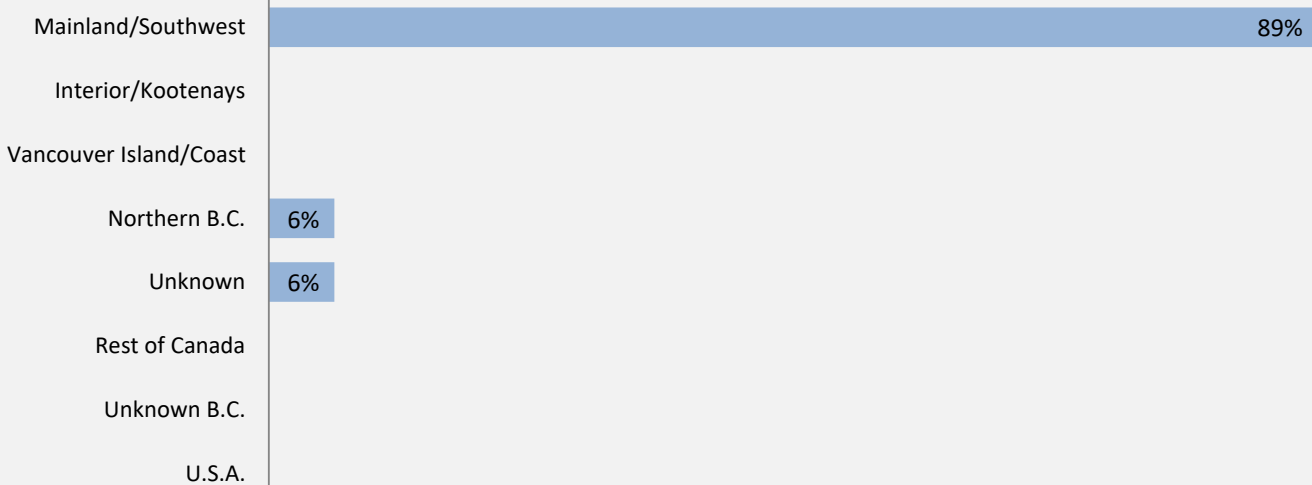 Mainland/Southwest 89%
Interior/Kootenays
Vancouver Island/Coast
Northern B.C. 6%
Unknown 6%
Rest of Canada
Unknown B.C.
U.S.A.